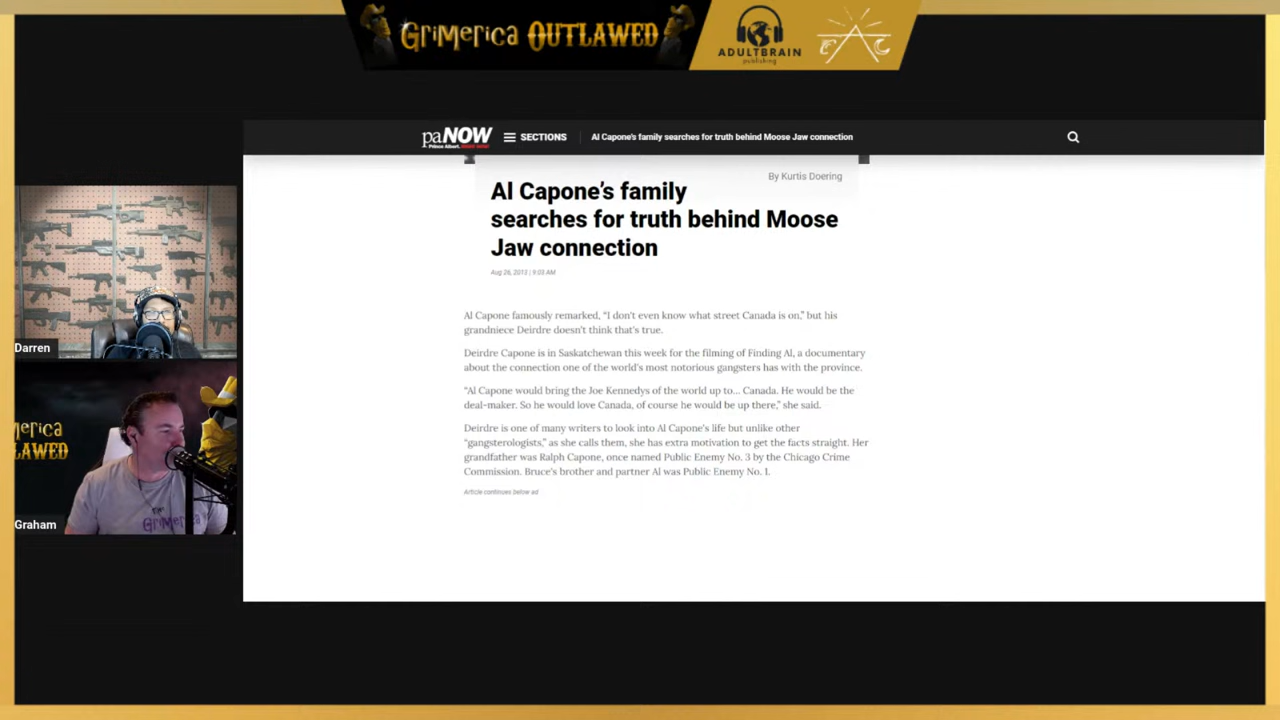 GRIMERICA OUTLAWED
ADULTBRAIN
publishing
E A C
paNOW
SECTIONS
Al Capone's family searches for truth behind Moose Jaw connection
By Kurtis Doering
Al Capone's family
searches for truth behind Moose
Jaw connection
Aug 26, 2013 | 9:03 AM
Al Capone famously remarked, "I don't even know what street Canada is on," but his
grandniece Deirdre doesn't think that's true.
Deirdre Capone is in Saskatchewan this week for the filming of Finding Al, a documentary
about the connection one of the world's most notorious gangsters has with the province.
"Al Capone would bring the Joe Kennedys of the world up to... Canada. He would be the
deal-maker. So he would love Canada, of course he would be up there," she said.
Deirdre is one of many writers to look into Al Capone's life but unlike other
"gangsterologists," as she calls them, she has extra motivation to get the facts straight. Her
grandfather was Ralph Capone, once named Public Enemy No. 3 by the Chicago Crime
Commission. Bruce's brother and partner Al was Public Enemy No. 1.
Article continues below ad
Darren
merica
LAWED
Grimerica
Graham